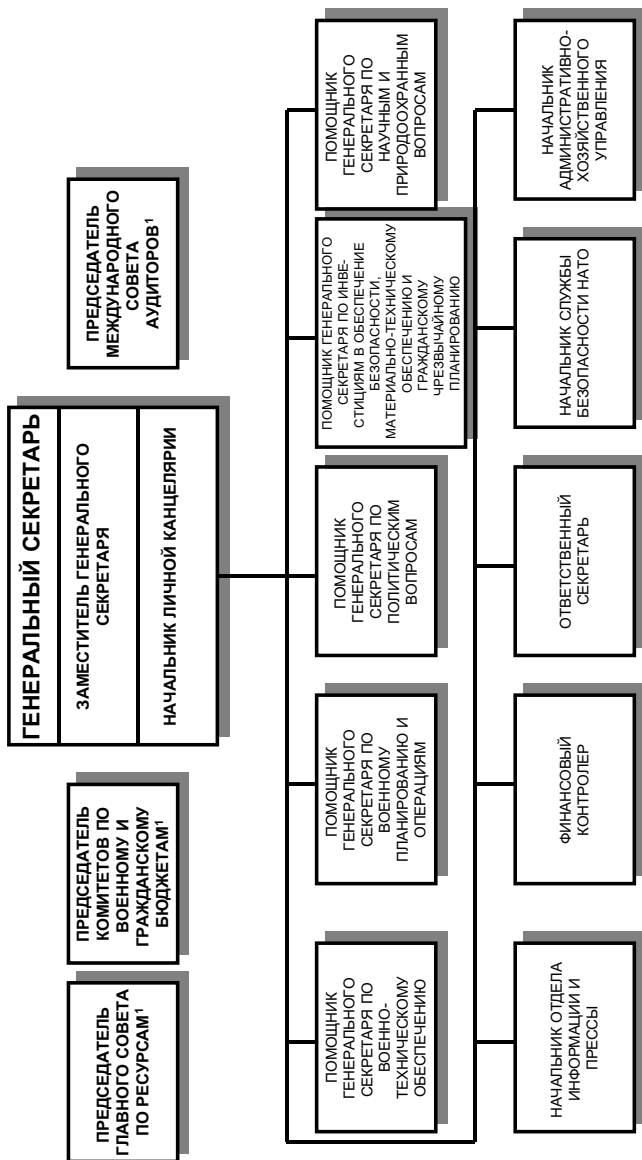 ПРЕДСЕДАТЕЛЬ
ГЛАВНОГО СОВЕТА
ПО РЕСУРСАМ¹
ПРЕДСЕДАТЕЛЬ
КОМИТЕТОВ ПО
ВОЕННОМУ И
ГРАЖДАНСКОМУ
БЮДЖЕТАМ¹
ГЕНЕРАЛЬНЫЙ СЕКРЕТАРЬ
ЗАМЕСТИТЕЛЬ ГЕНЕРАЛЬНОГО
СЕКРЕТАРЯ
НАЧАЛЬНИК ЛИЧНОЙ КАНЦЕЛЯРИИ
ПРЕДСЕДАТЕЛЬ
МЕЖДУНАРОДНОГО
СОВЕТА
АУДИТОРОВ¹
ПОМОЩНИК
ГЕНЕРАЛЬНОГО
СЕКРЕТАРЯ ПО
ВОЕННО-
ТЕХНИЧЕСКОМУ
ОБЕСПЕЧЕНИЮ
ПОМОЩНИК
ГЕНЕРАЛЬНОГО
СЕКРЕТАРЯ ПО
ВОЕННОМУ
ПЛАНИРОВАНИЮ И
ОПЕРАЦИЯМ
ПОМОЩНИК
ГЕНЕРАЛЬНОГО
СЕКРЕТАРЯ ПО
ПОЛИТИЧЕСКИМ
ВОПРОСАМ
ПОМОЩНИК ГЕНЕРАЛЬНОГО
СЕКРЕТАРЯ ПО ИНВЕ-
СТИЦИЯМ В ОБЕСПЕЧЕНИЕ
БЕЗОПАСНОСТИ,
МАТЕРИАЛЬНО-ТЕХНИЧЕСКОМУ
ОБЕСПЕЧЕНИЮ И
ГРАЖДАНСКОМУ
ЧРЕЗВЫЧАЙНОМУ
ПЛАНИРОВАНИЮ
ПОМОЩНИК
ГЕНЕРАЛЬНОГО
СЕКРЕТАРЯ ПО
НАУЧНЫМ И
ПРИРОДООХРАННЫМ
ВОПРОСАМ
НАЧАЛЬНИК ОТДЕЛА
ИНФОРМАЦИИ И
ПРЕССЫ
ФИНАНСОВЫЙ
КОНТРОЛЕР
ОТВЕТСТВЕННЫЙ
СЕКРЕТАРЬ
НАЧАЛЬНИК СЛУЖБЫ
БЕЗОПАСНОСТИ НАТО
НАЧАЛЬНИК
АДМИНИСТРАТИВНО-
ХОЗЯЙСТВЕННОГО
УПРАВЛЕНИЯ